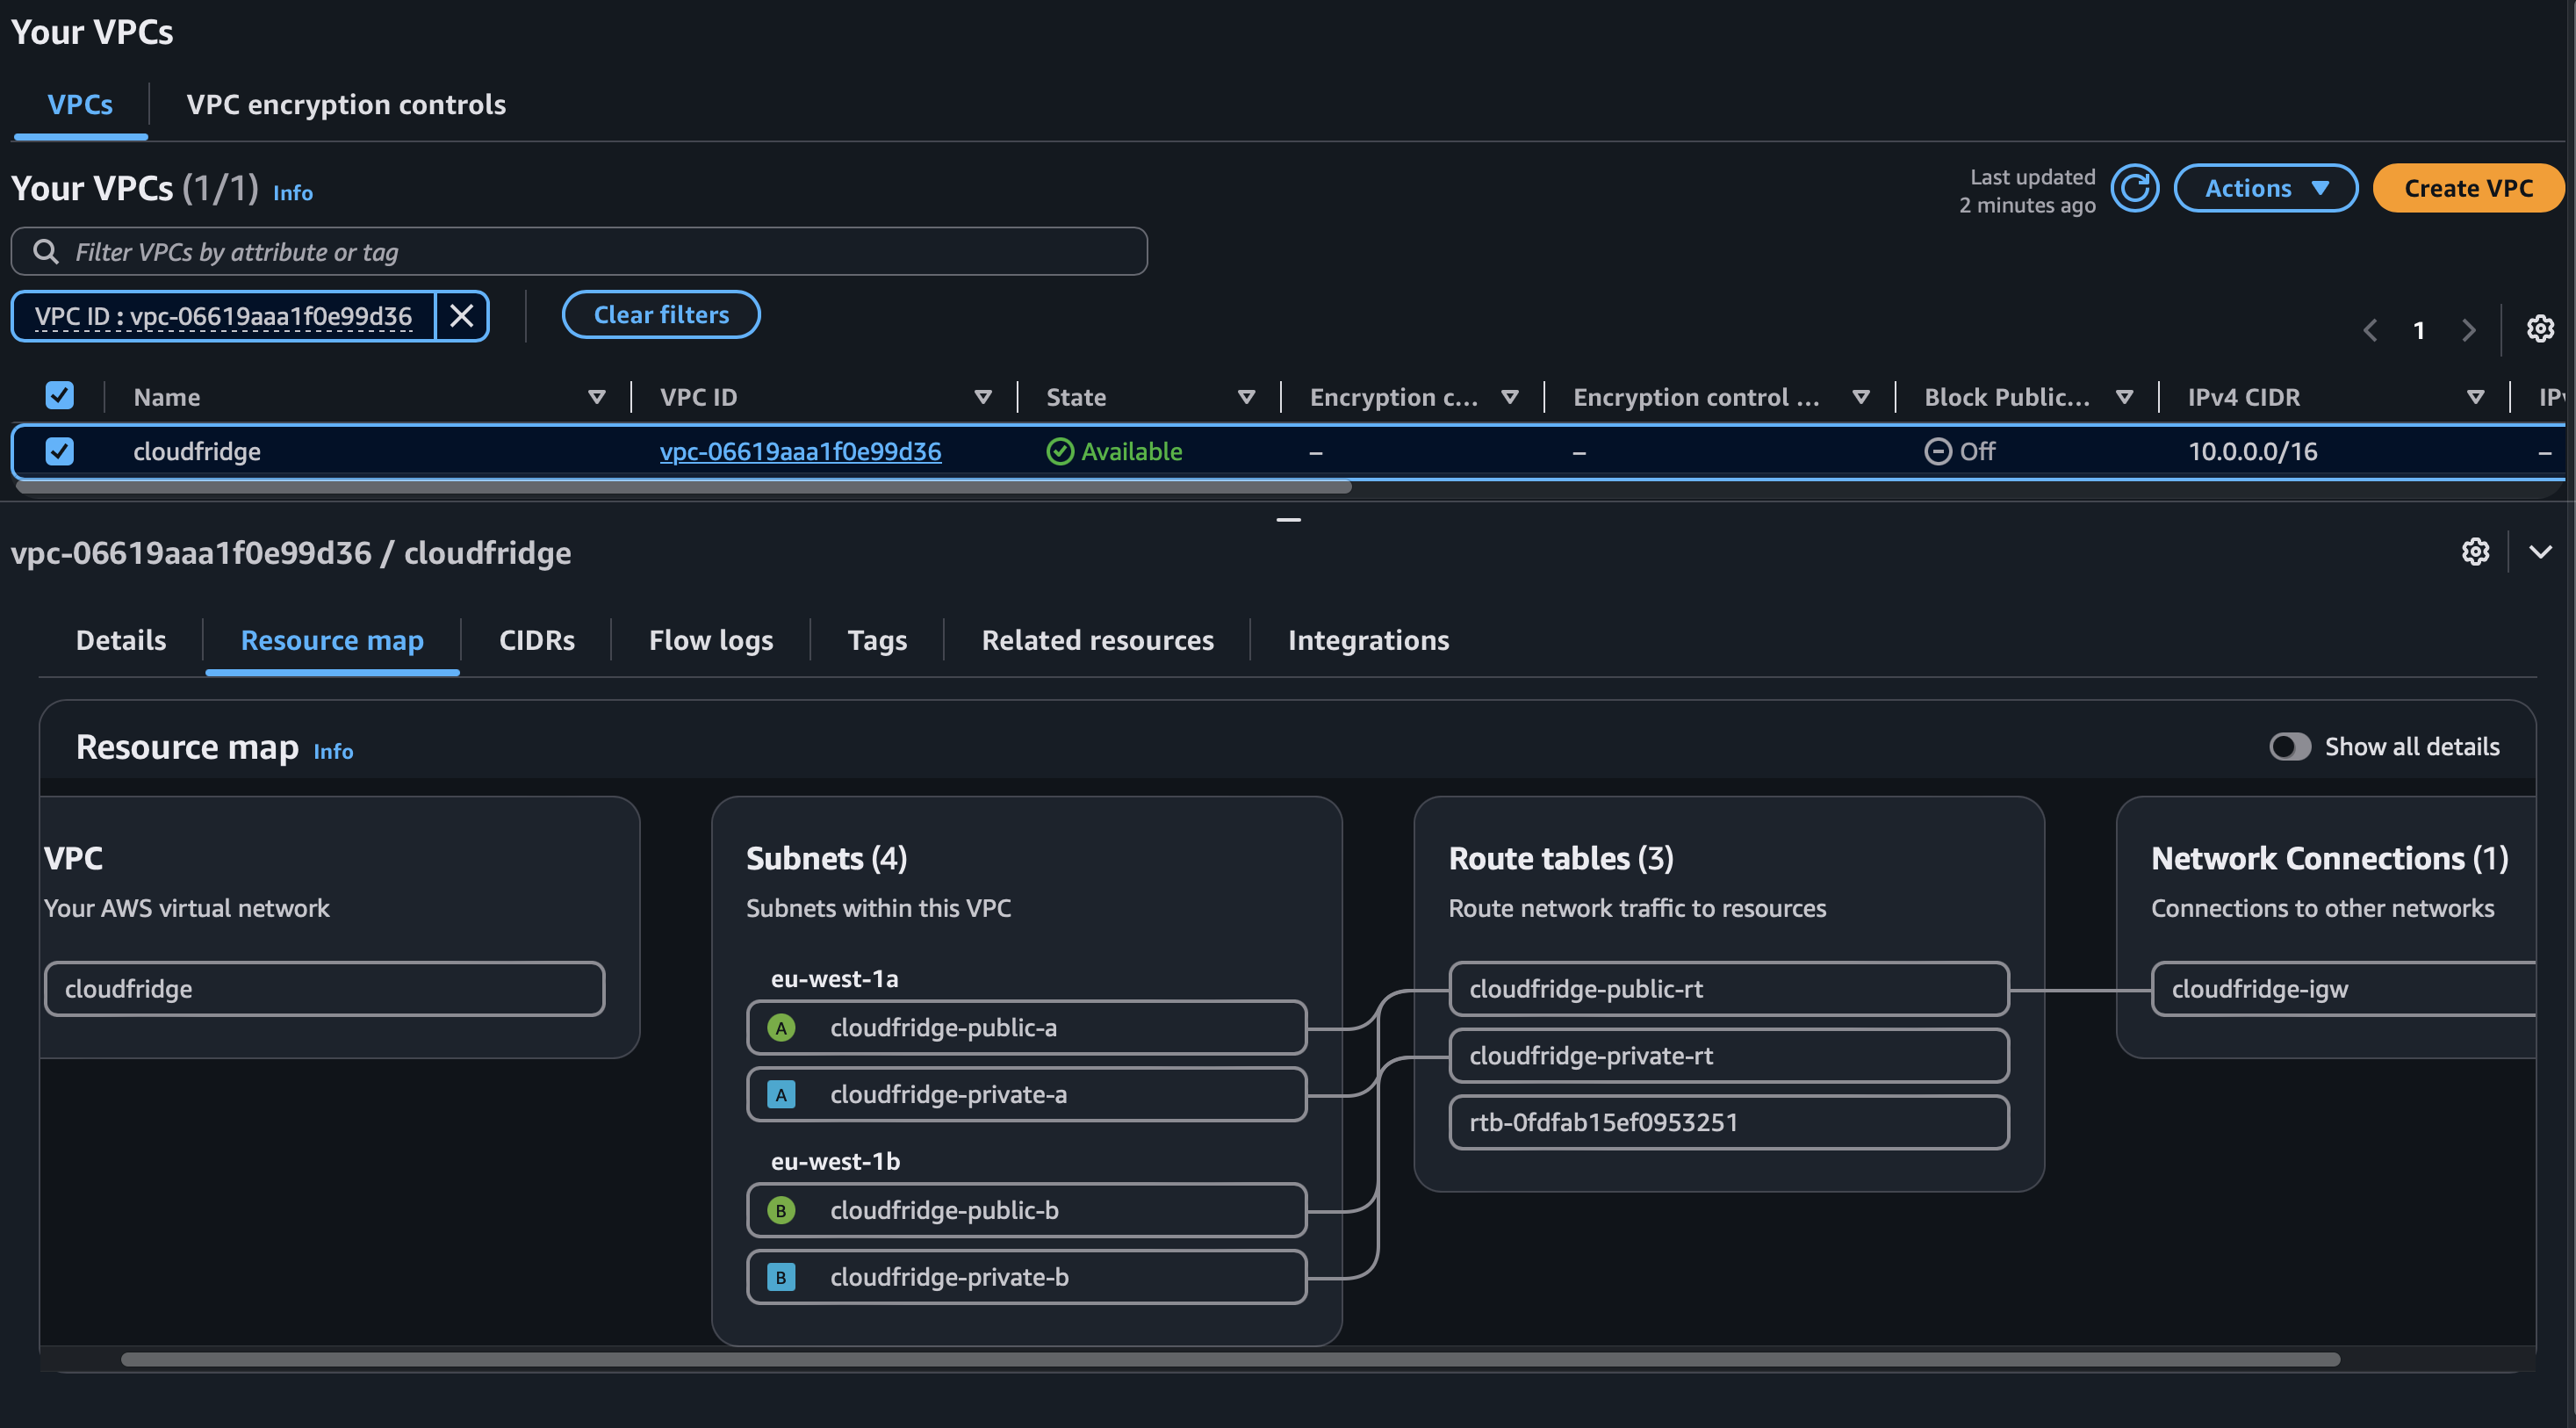 Your VPCs
VPCs
VPC encryption controls
Your VPCs (1/1) Info
Last updated
2 minutes ago
Actions
Create VPC
Filter VPCs by attribute or tag
VPC ID : vpc-06619aaa1f0e99d36
Clear filters
1
Name
VPC ID
State
Encryption c...
Encryption control ...
Block Public...
IPv4 CIDR
IPv
cloudfridge
vpc-06619aaa1f0e99d36
Available
–
–
Off
10.0.0.0/16
–
vpc-06619aaa1f0e99d36 / cloudfridge
Details
Resource map
CIDRs
Flow logs
Tags
Related resources
Integrations
Resource map Info
Show all details
VPC
Your AWS virtual network
cloudfridge
Subnets (4)
Subnets within this VPC
eu-west-1a
A cloudfridge-public-a
A cloudfridge-private-a
eu-west-1b
B cloudfridge-public-b
B cloudfridge-private-b
Route tables (3)
Route network traffic to resources
cloudfridge-public-rt
cloudfridge-private-rt
rtb-0fdfab15ef0953251
Network Connections (1)
Connections to other networks
cloudfridge-igw